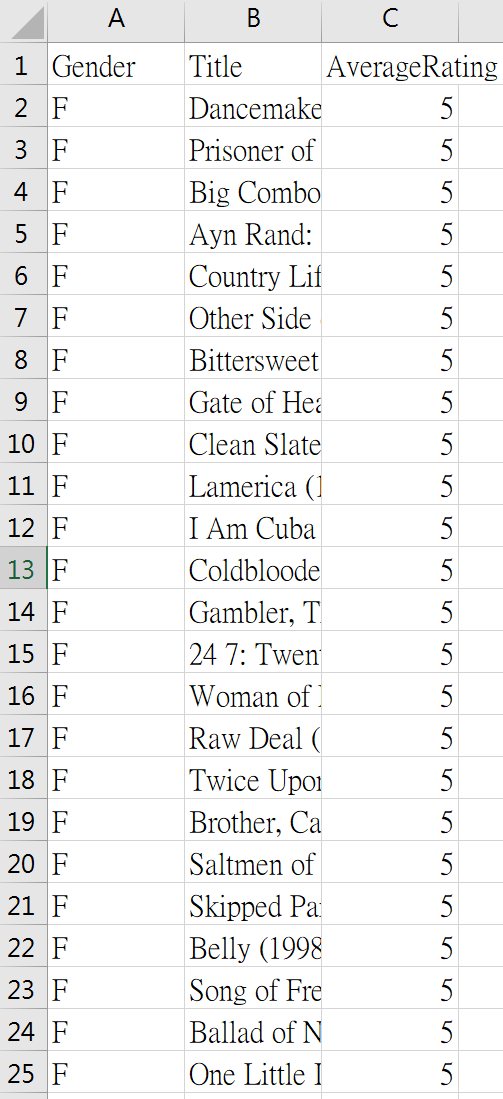 A B C
1 Gender Title AverageRating
2 F Dancemake 5
3 F Prisoner of 5
4 F Big Combo 5
5 F Ayn Rand: 5
6 F Country Lif 5
7 F Other Side 5
8 F Bittersweet 5
9 F Gate of Hea 5
10 F Clean Slate 5
11 F Lamerica (1 5
12 F I Am Cuba 5
13 F Coldbloode 5
14 F Gambler, T 5
15 F 24 7: Twen 5
16 F Woman of 5
17 F Raw Deal ( 5
18 F Twice Upon 5
19 F Brother, Ca 5
20 F Saltmen of 5
21 F Skipped Pa 5
22 F Belly (1998 5
23 F Song of Fre 5
24 F Ballad of N 5
25 F One Little I 5